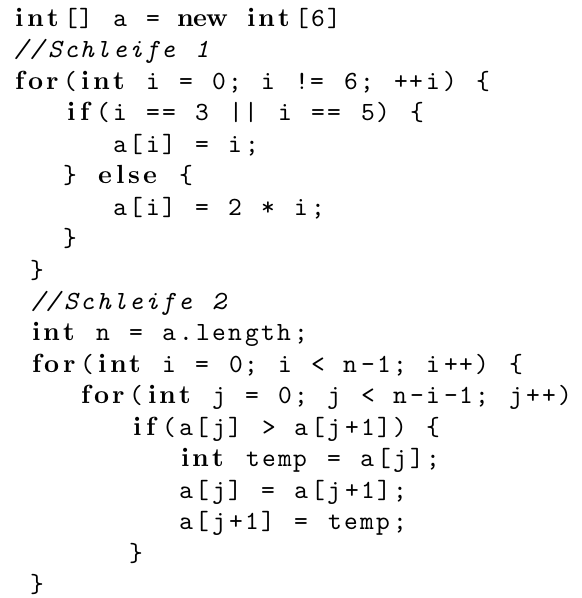 int[] a = new int[6]
//Schleife 1
for(int i = 0; i != 6; ++i) {
if(i == 3 || i == 5) {
a[i] = i;
} else {
a[i] = 2 * i;
}
}
//Schleife 2
int n = a.length;
for(int i = 0; i < n-1; i++) {
for(int j = 0; j < n-i-1; j++)
if(a[j] > a[j+1]) {
int temp = a[j];
a[j] = a[j+1];
a[j+1] = temp;
}
}